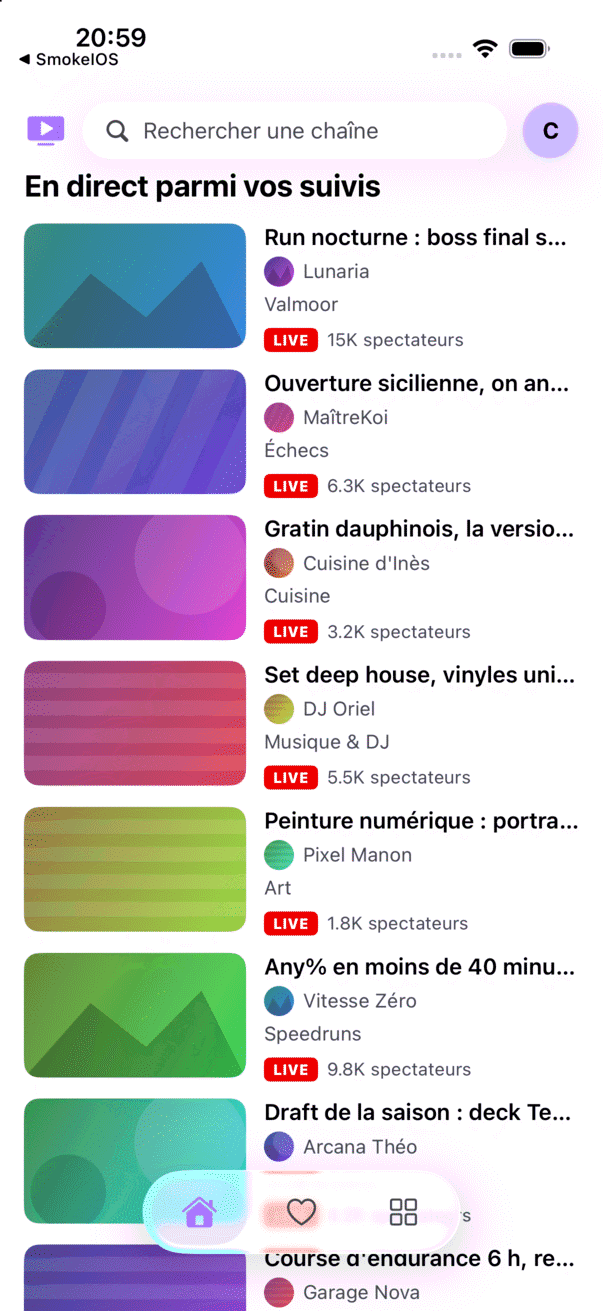 20:59
◀ SmokeIOS
Rechercher une chaîne
C
En direct parmi vos suivis
Run nocturne : boss final s...
Lunaria
Valmoor
LIVE 15K spectateurs
Ouverture sicilienne, on an...
MaîtreKoi
Échecs
LIVE 6.3K spectateurs
Gratin dauphinois, la versio...
Cuisine d'Inès
Cuisine
LIVE 3.2K spectateurs
Set deep house, vinyles uni...
DJ Oriel
Musique & DJ
LIVE 5.5K spectateurs
Peinture numérique : portra...
Pixel Manon
Art
LIVE 1.8K spectateurs
Any% en moins de 40 minu...
Vitesse Zéro
Speedruns
LIVE 9.8K spectateurs
Draft de la saison : deck Te...
Arcana Théo
Course d'endurance 6 h, re...
Garage Nova